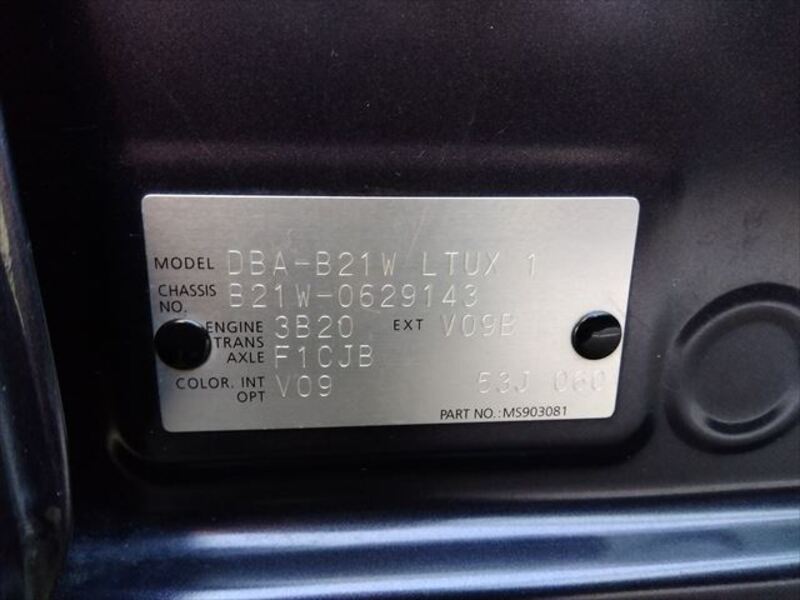 MODEL DBA-B21W LTUX 1
CHASSIS NO. B21W-0629143
ENGINE 3B20 EXT V09B
TRANS AXLE F1CJB
COLOR. INT OPT V09 53J 060
PART NO.: MS903081